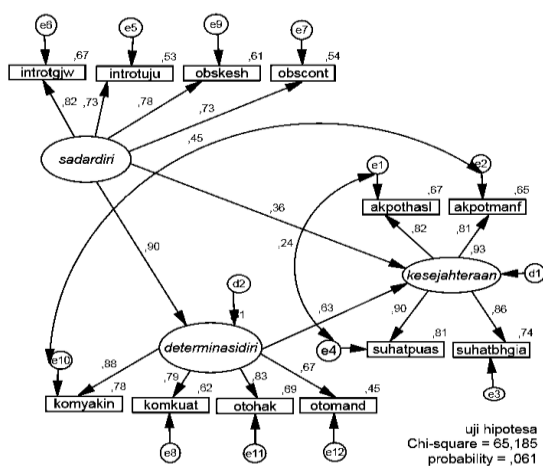 e6
e5
e9
e7
,67
,53
,61
,54
introtgjw
introtuju
obskesh
obscont
,82
,73
,78
,73
,45
sadardiri
e1
e2
,67
,65
akpothasl
akpotmanf
,36
,24
,82
,81
,93
,90
kesejahteraan
d1
d2
,63
,90
,86
1
determinasidiri
e4
,81
,74
suhatpuas
suhatbhgia
e10
,88
,79
,83
,67
,78
,62
,69
,45
e3
komyakin
komkuat
otohak
otomand
uji hipotesa
Chi-square = 65,185
probability = ,061
e8
e11
e12